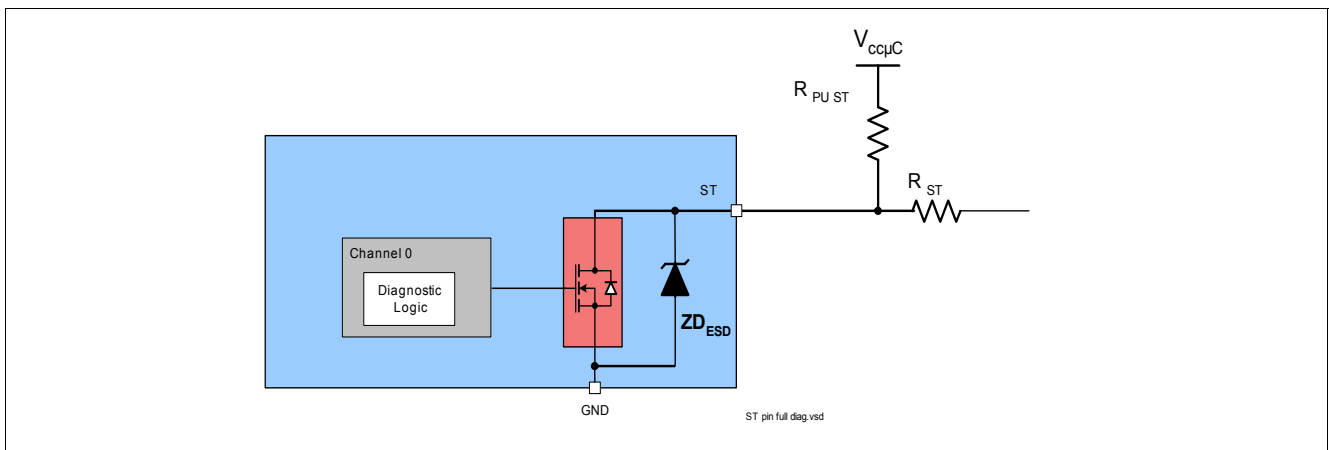 VccµC
R PU ST
R ST
ST
Channel 0
Diagnostic
Logic
ZDESD
GND
ST pin full diag.vsd